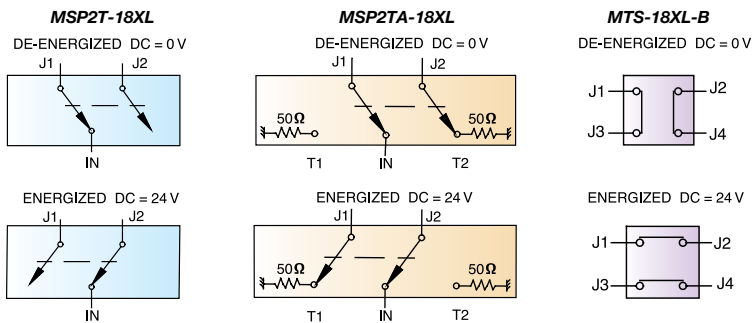 MSP2T-18XL MSP2TA-18XL MTS-18XL-B
DE-ENERGIZED DC = 0 V DE-ENERGIZED DC = 0 V DE-ENERGIZED DC = 0 V
J1 J2 J1 J2
J1 J2
50Ω 50Ω
J3 J4
IN T1 IN T2
ENERGIZED DC = 24 V ENERGIZED DC = 24 V ENERGIZED DC = 24 V
J1 J2 J1 J2
J1 J2
50Ω 50Ω
J3 J4
IN T1 IN T2